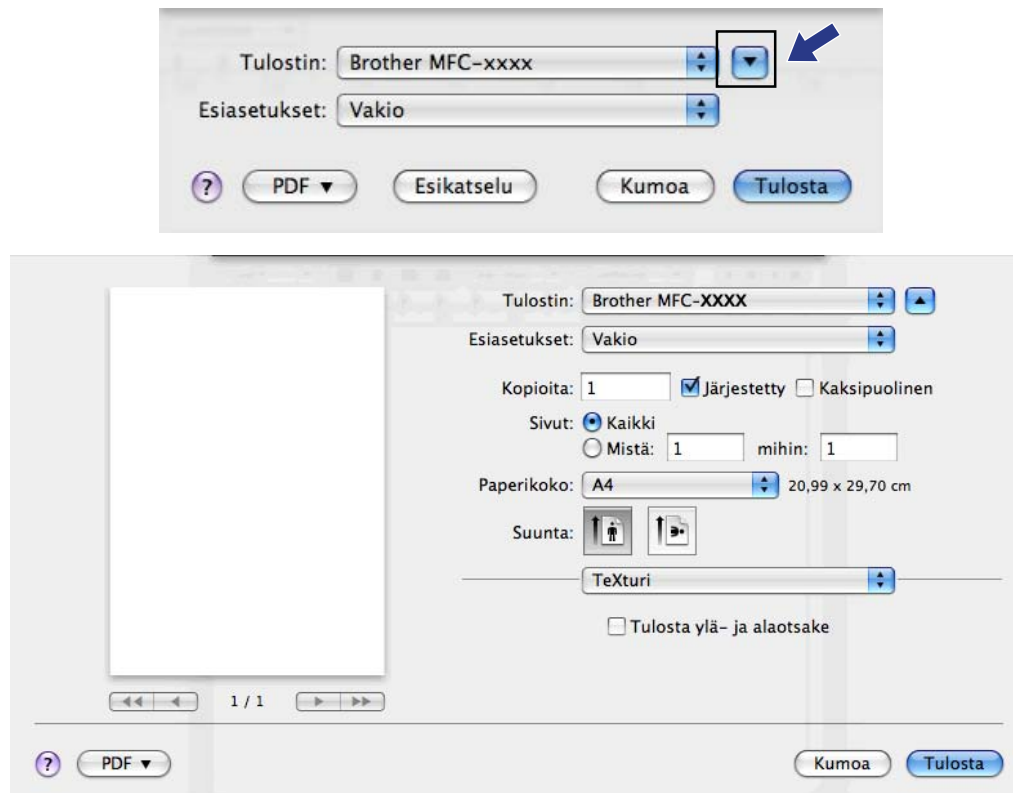 Tulostin: Brother MFC-xxxx
Esiasetukset: Vakio
? PDF ▼ Esikatselu Kumoa Tulosta
Tulostin: Brother MFC-XXXX
Esiasetukset: Vakio
Kopioita: 1 Järjestetty Kaksipuolinen
Sivut: Kaikki
Mistä: 1 mihin: 1
Paperikoko: A4 20,99 x 29,70 cm
Suunta:
TeXturi
Tulosta ylä- ja alaotsake
1 / 1
? PDF ▼ Kumoa Tulosta